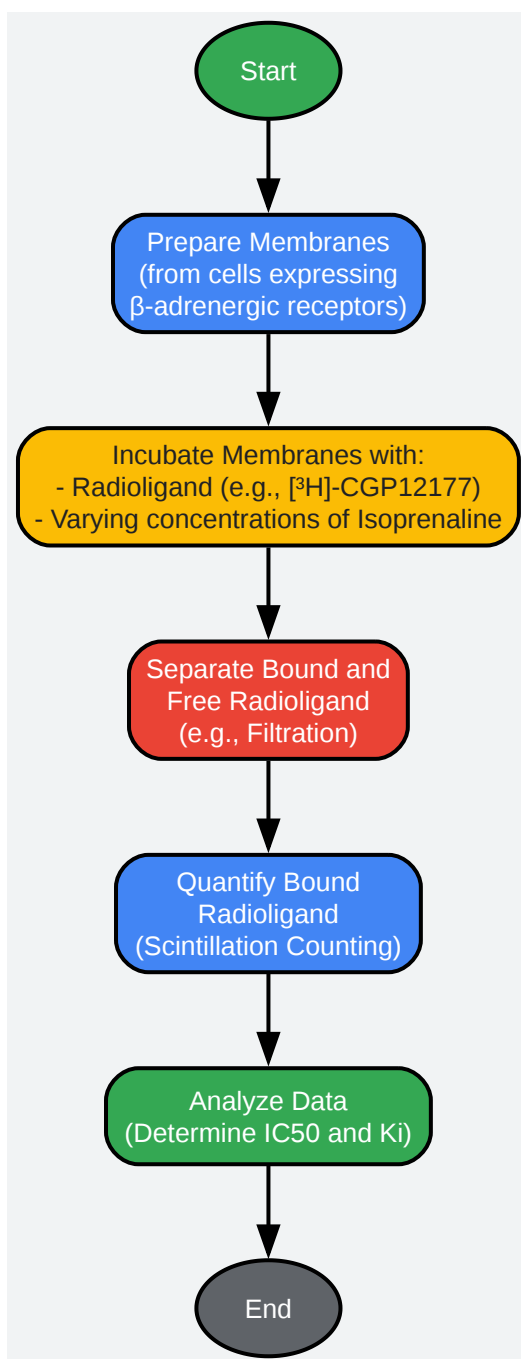 Start
Prepare Membranes
(from cells expressing
β-adrenergic receptors)
Incubate Membranes with:
- Radioligand (e.g., [³H]-CGP12177)
- Varying concentrations of Isoprenaline
Separate Bound and
Free Radioligand
(e.g., Filtration)
Quantify Bound
Radioligand
(Scintillation Counting)
Analyze Data
(Determine IC50 and Ki)
End